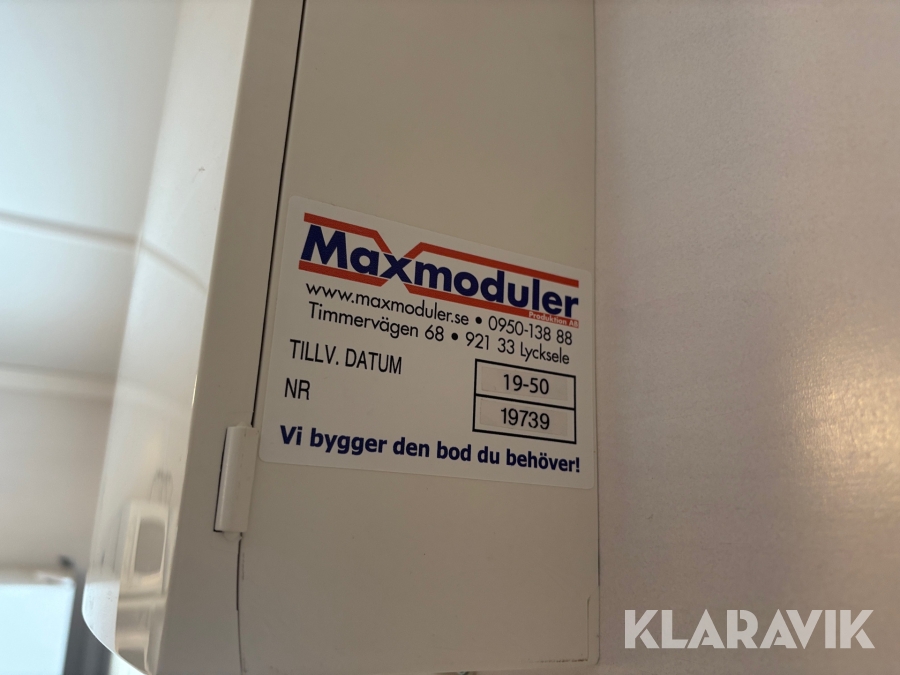 Maxmoduler
Produktion AB
www.maxmoduler.se • 0950-138 88
Timmervägen 68 • 921 33 Lycksele
TILLV. DATUM 19-50
NR 19739
Vi bygger den bod du behöver!
KLARAVIK